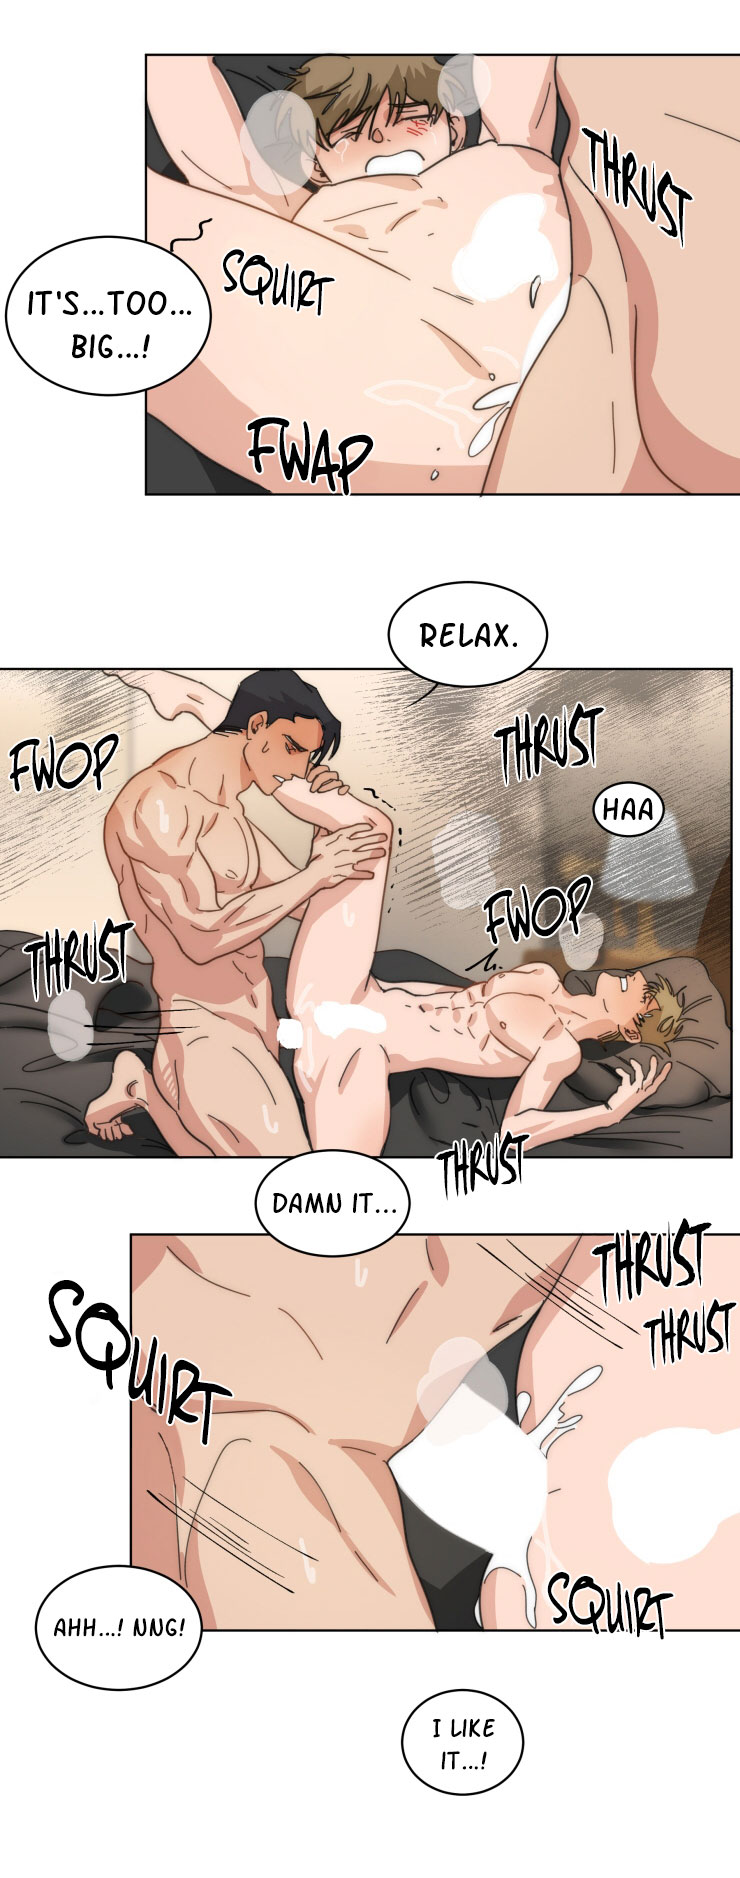 THRUST
SQUIRT
IT'S...TOO...
BIG...!
FWAP
RELAX.
THRUST
FWOP
HAA
FWOP
THRUST
THRUST
DAMN IT...
THRUST
THRUST
SQUIRT
SQUIRT
AHH...! NNG!
I LIKE
IT...!